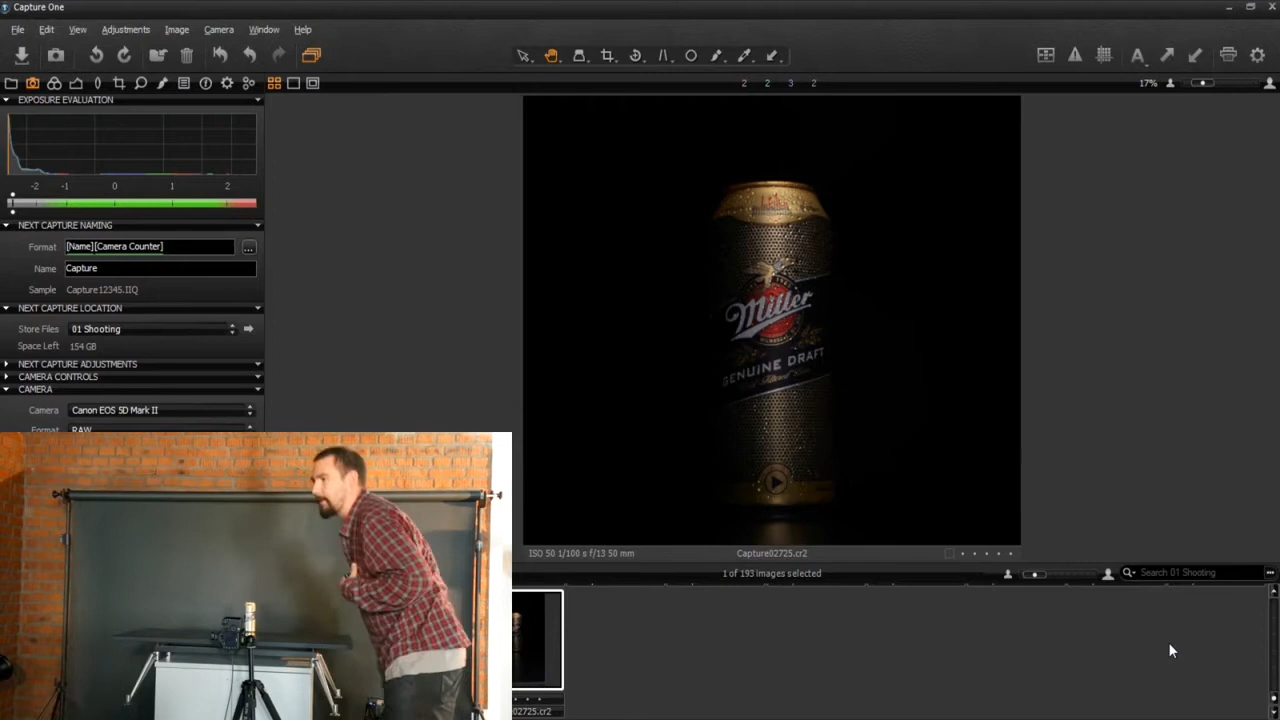 Capture One
File Edit View Adjustments Image Camera Window Help
2 2 3 2
17%
EXPOSURE EVALUATION
-2 -1 0 1 2
NEXT CAPTURE NAMING
Format [Name][Camera Counter] ...
Name Capture
Sample Capture12345.IIQ
NEXT CAPTURE LOCATION
Store Files 01 Shooting
Space Left 154 GB
NEXT CAPTURE ADJUSTMENTS
CAMERA CONTROLS
CAMERA
Camera Canon EOS 5D Mark II
Format RAW
Miller
GENUINE DRAFT
ISO 50 1/100 s f/13 50 mm
Capture02725.cr2
1 of 193 images selected
Search 01 Shooting
02725.cr2